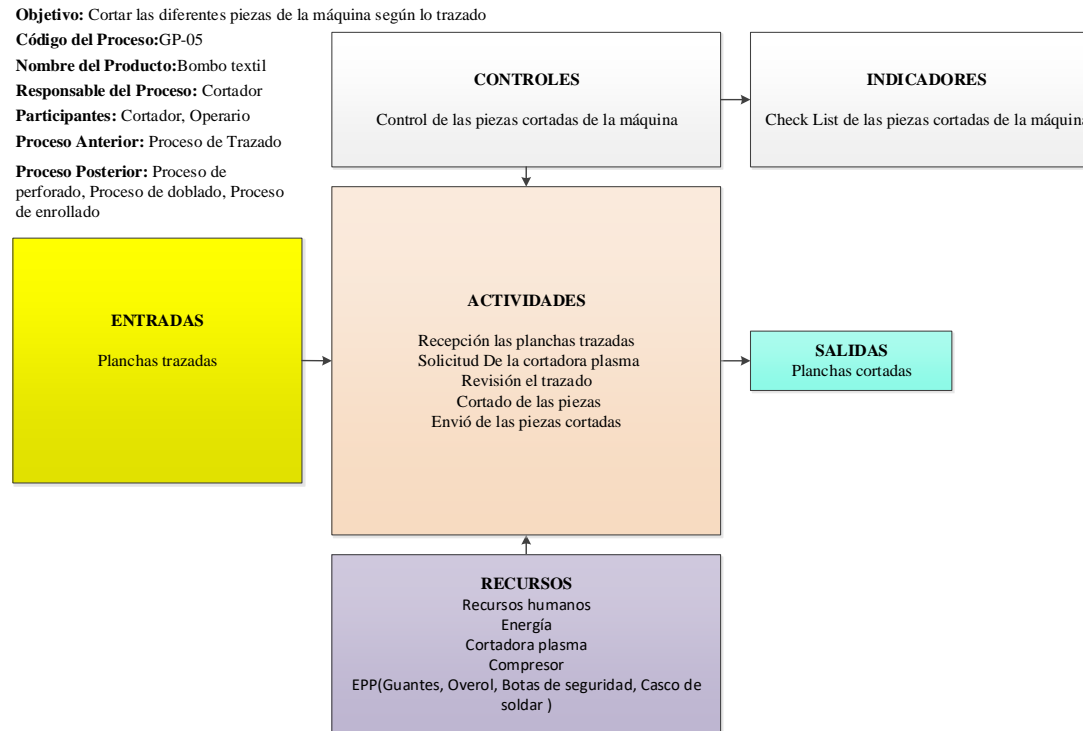 Objetivo: Cortar las diferentes piezas de la máquina según lo trazado
Código del Proceso:GP-05
Nombre del Producto:Bombo textil
Responsable del Proceso: Cortador
Participantes: Cortador, Operario
Proceso Anterior: Proceso de Trazado
Proceso Posterior: Proceso de
perforado, Proceso de doblado, Proceso
de enrollado
CONTROLES
Control de las piezas cortadas de la máquina
INDICADORES
Check List de las piezas cortadas de la máquina
ENTRADAS
Planchas trazadas
ACTIVIDADES
Recepción las planchas trazadas
Solicitud De la cortadora plasma
Revisión el trazado
Cortado de las piezas
Envió de las piezas cortadas
SALIDAS
Planchas cortadas
RECURSOS
Recursos humanos
Energía
Cortadora plasma
Compresor
EPP(Guantes, Overol, Botas de seguridad, Casco de
soldar )